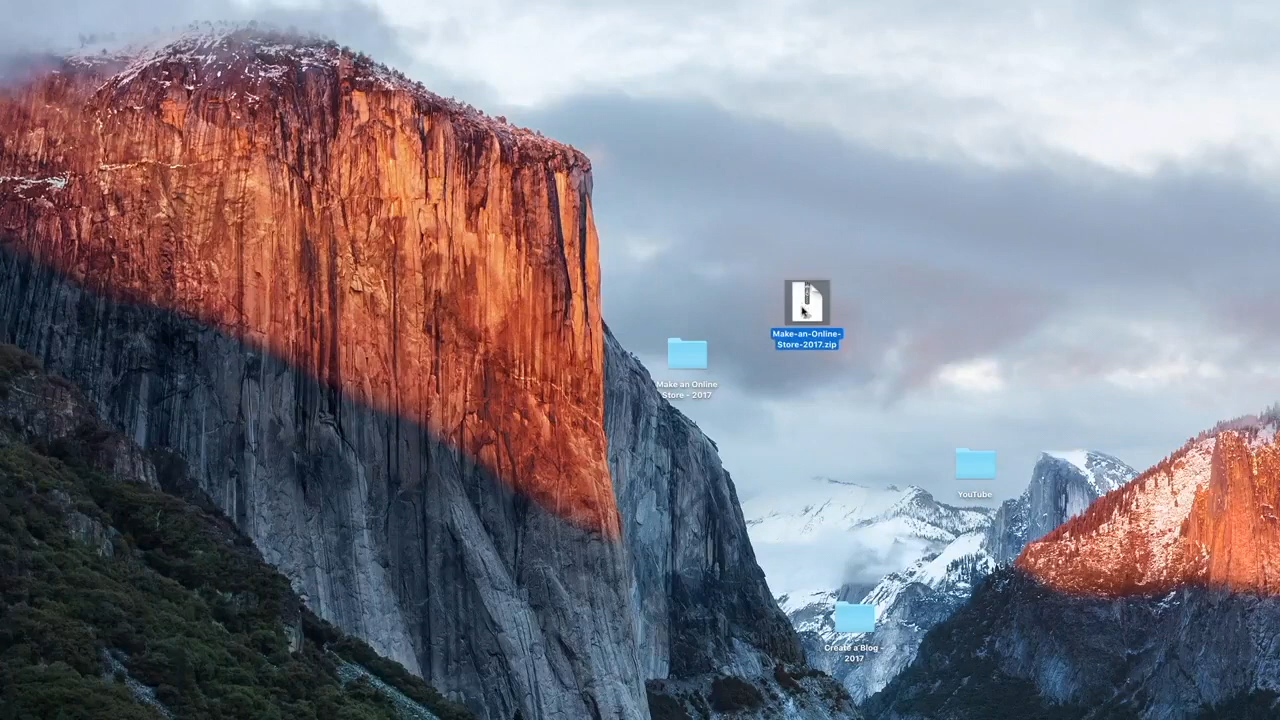 Make-an-Online-
Store-2017.zip
Make an Online
Store - 2017
YouTube
Create a Blog -
2017